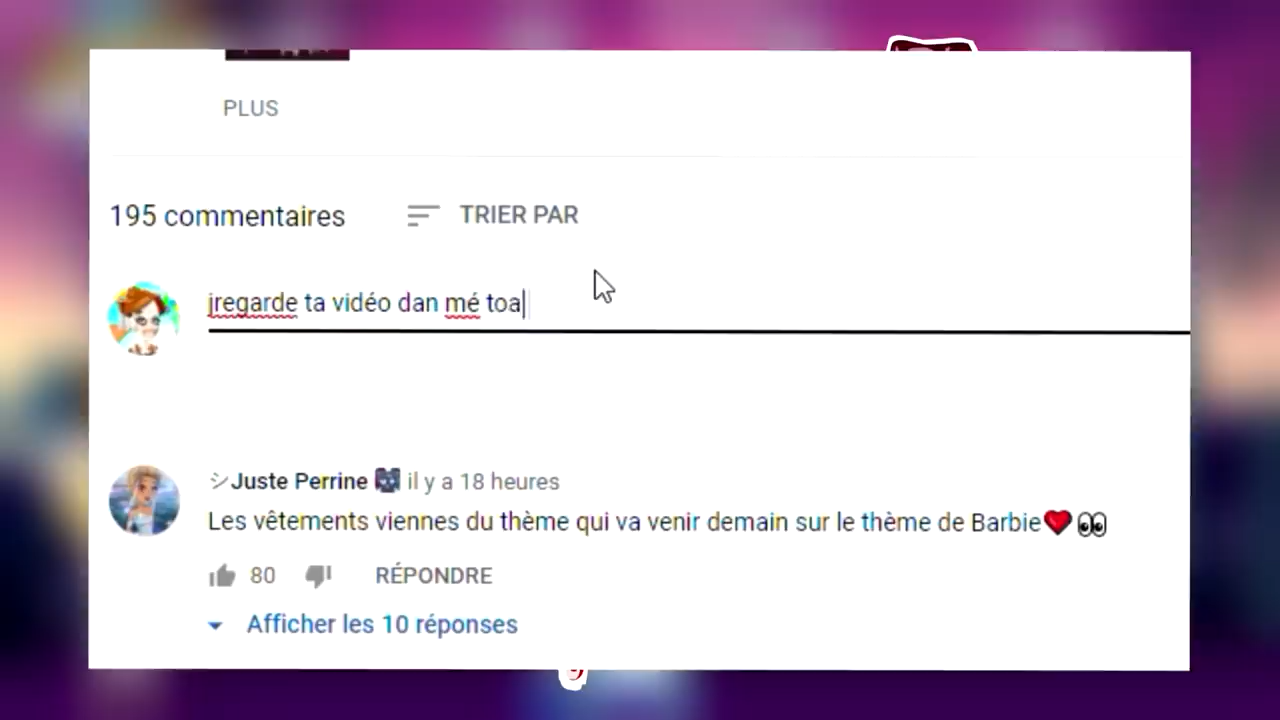 PLUS
195 commentaires TRIER PAR
jregarde ta vidéo dan mé toa
シJuste Perrine il y a 18 heures
Les vêtements viennes du thème qui va venir demain sur le thème de Barbie❤️👀
80 RÉPONDRE
Afficher les 10 réponses